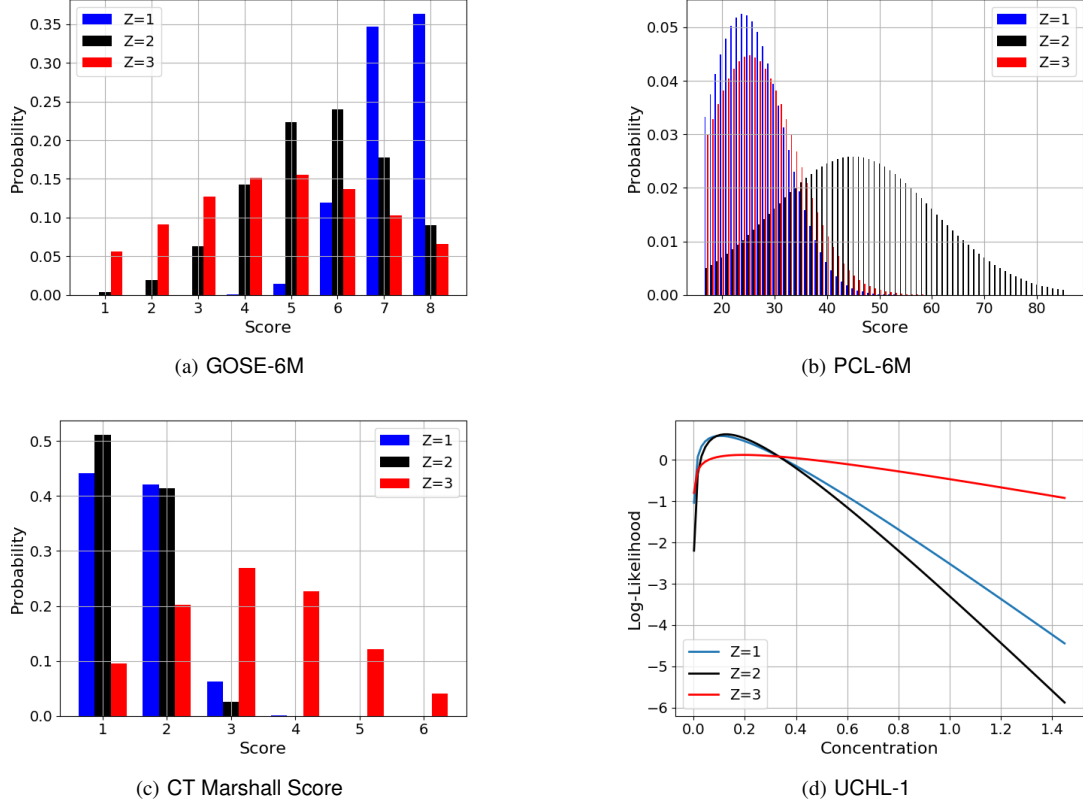 0.35
0.30
0.25
0.20
0.15
0.10
0.05
0.00
Probability
Z=1
Z=2
Z=3
1 2 3 4 5 6 7 8
Score
(a) GOSE-6M
0.05
0.04
0.03
0.02
0.01
0.00
Probability
Z=1
Z=2
Z=3
20 30 40 50 60 70 80
Score
(b) PCL-6M
0.5
0.4
0.3
0.2
0.1
0.0
Probability
Z=1
Z=2
Z=3
1 2 3 4 5 6
Score
(c) CT Marshall Score
0
−1
−2
−3
−4
−5
−6
Log-Likelihood
Z=1
Z=2
Z=3
0.0 0.2 0.4 0.6 0.8 1.0 1.2 1.4
Concentration
(d) UCHL-1